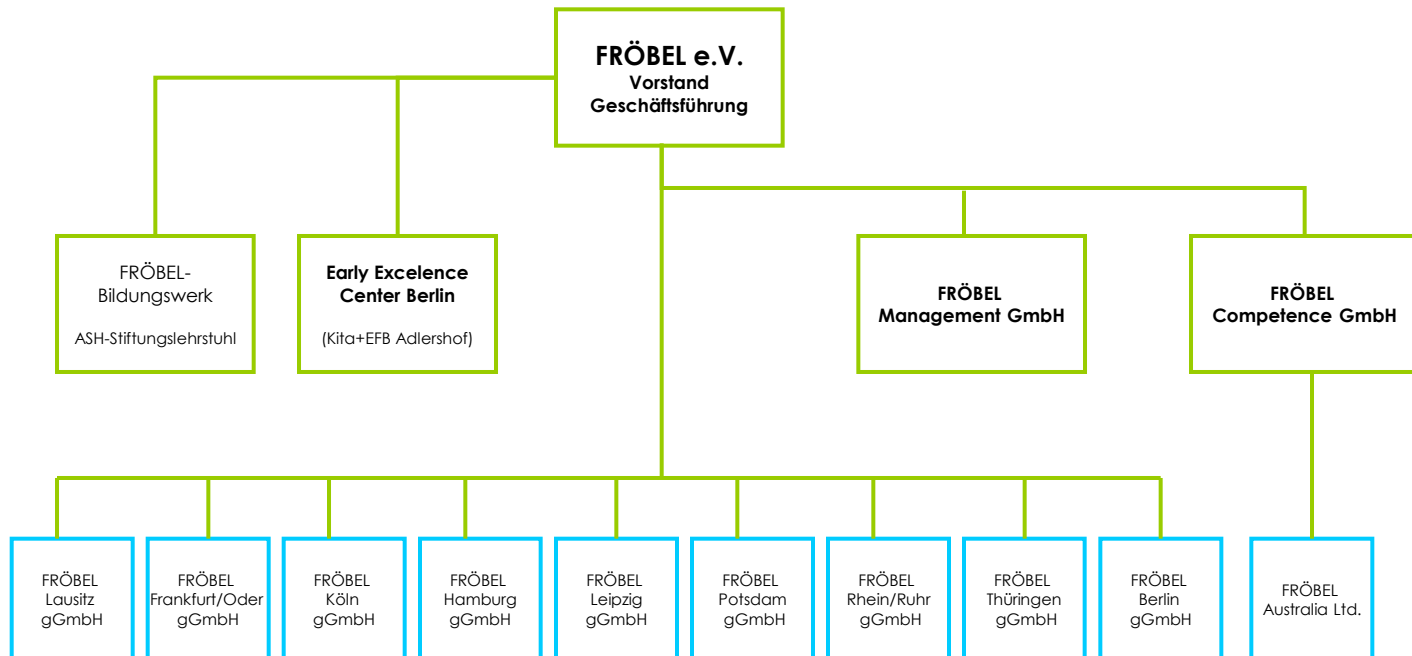 FRÖBEL e.V.
Vorstand
Geschäftsführung
FRÖBEL-
Bildungswerk
ASH-Stiftungslehrstuhl
Early Excelence
Center Berlin
(Kita+EFB Adlershof)
FRÖBEL
Management GmbH
FRÖBEL
Competence GmbH
FRÖBEL
Lausitz
gGmbH
FRÖBEL
Frankfurt/Oder
gGmbH
FRÖBEL
Köln
gGmbH
FRÖBEL
Hamburg
gGmbH
FRÖBEL
Leipzig
gGmbH
FRÖBEL
Potsdam
gGmbH
FRÖBEL
Rhein/Ruhr
gGmbH
FRÖBEL
Thüringen
gGmbH
FRÖBEL
Berlin
gGmbH
FRÖBEL
Australia Ltd.